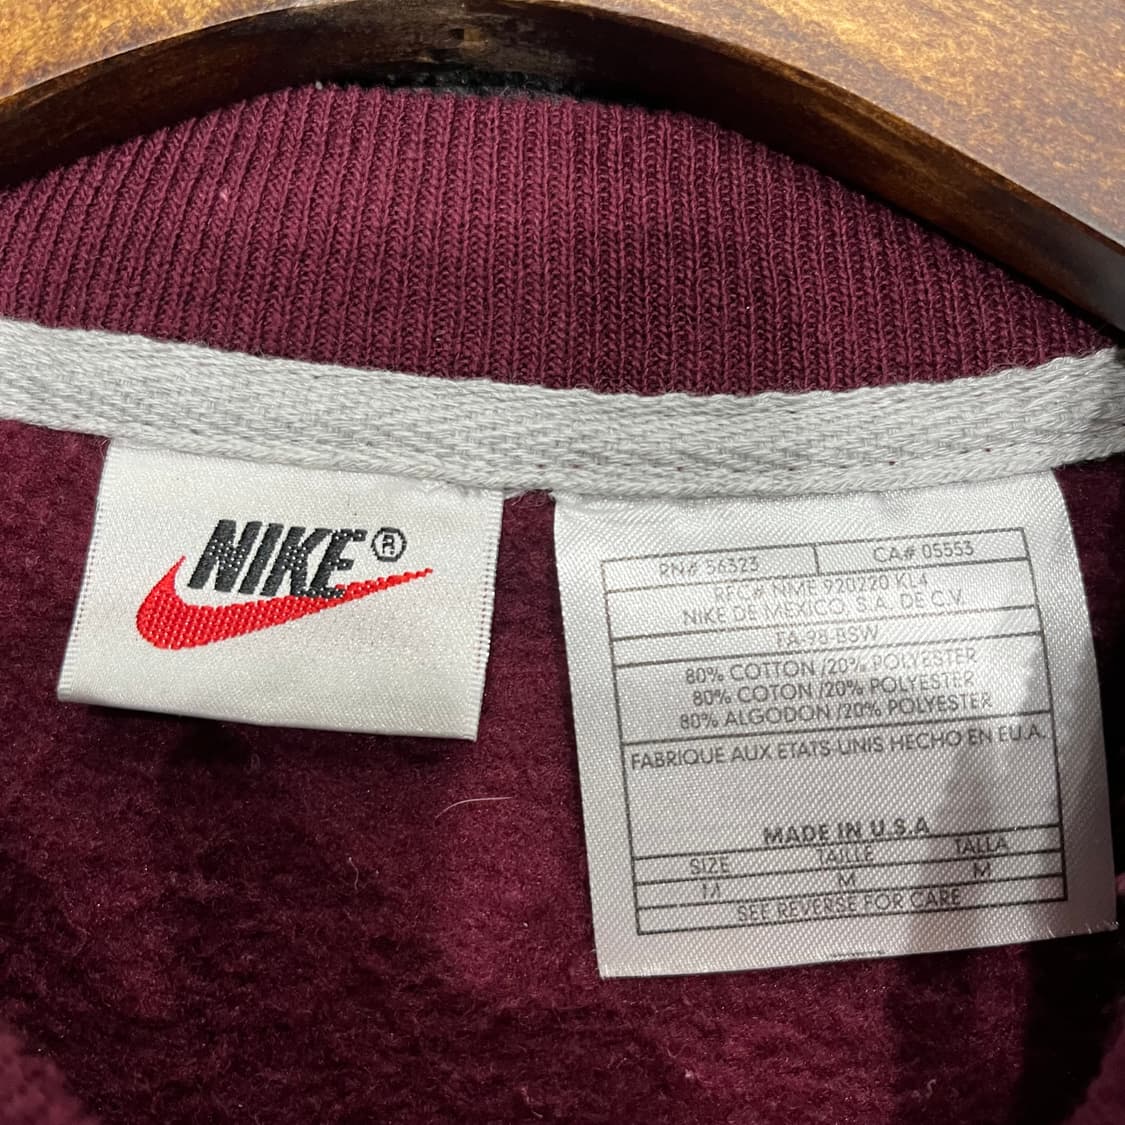 NIKE®
RN# 56323 CA# 05553
RFC# NME 920220 KL4
NIKE DE MEXICO, S.A. DE C.V.
FA-98-BSW
80% COTTON /20% POLYESTER
80% COTON /20% POLYESTER
80% ALGODON /20% POLYESTER
FABRIQUE AUX ETATS-UNIS HECHO EN E.U.A.
MADE IN U.S.A
SIZE TAILLE TALLA
M M M
SEE REVERSE FOR CARE